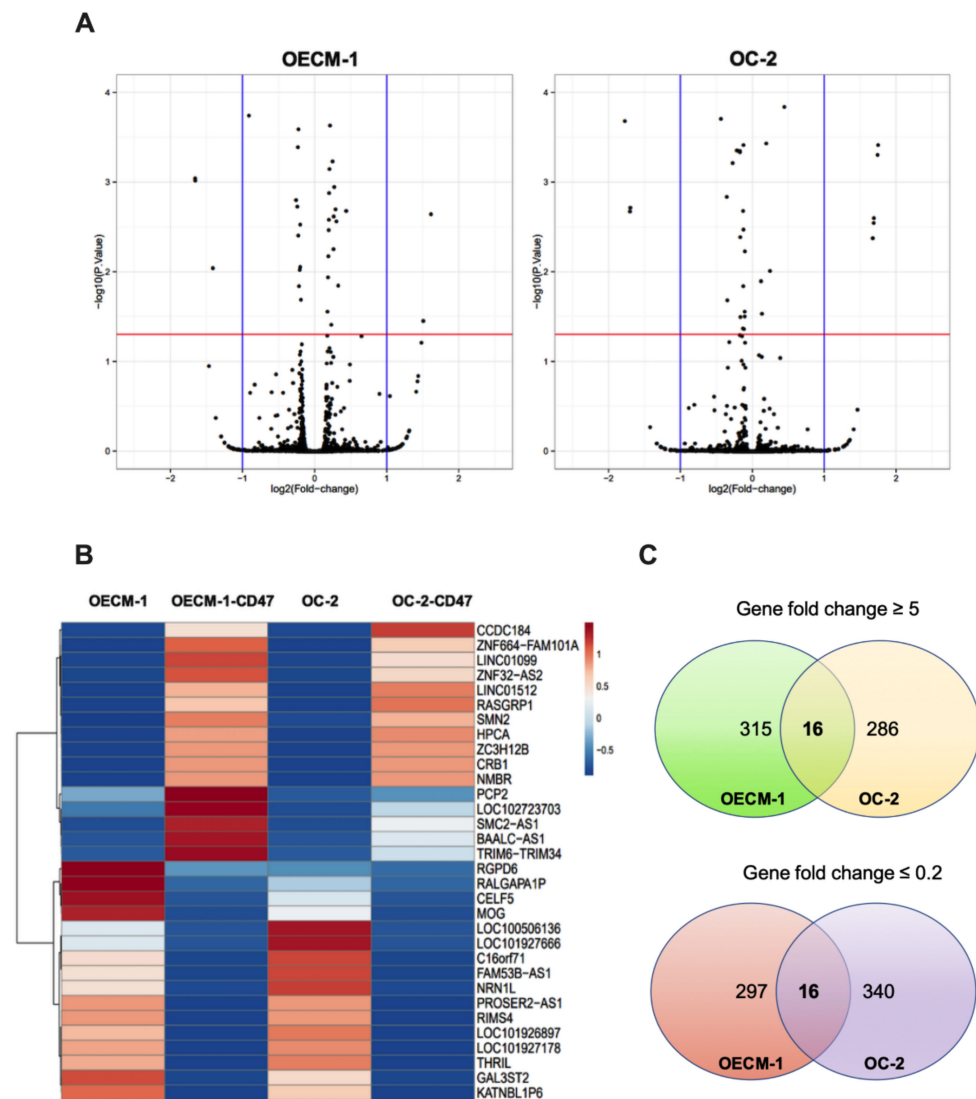 A
OECM-1
OC-2
4
3
2
1
0
−log10(P.Value)
−2
−1
0
1
2
log2(Fold−change)
4
3
2
1
0
−log10(P.Value)
−2
−1
0
1
2
log2(Fold−change)
B
OECM-1
OECM-1-CD47
OC-2
OC-2-CD47
CCDC184
ZNF664-FAM101A
LINC01099
ZNF32-AS2
LINC01512
RASGRP1
SMN2
HPCA
ZC3H12B
CRB1
NMBR
PCP2
LOC102723703
SMC2-AS1
BAALC-AS1
TRIM6-TRIM34
RGPD6
RALGAPA1P
CELF5
MOG
LOC100506136
LOC101927666
C16orf71
FAM53B-AS1
NRN1L
PROSER2-AS1
RIMS4
LOC101926897
LOC101927178
THRIL
GAL3ST2
KATNBL1P6
1
0.5
0
−0.5
C
Gene fold change ≥ 5
315
16
286
OECM-1
OC-2
Gene fold change ≤ 0.2
297
16
340
OECM-1
OC-2